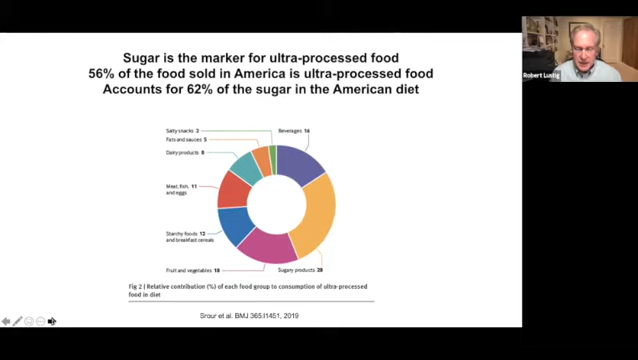 Sugar is the marker for ultra-processed food
56% of the food sold in America is ultra-processed food
Accounts for 62% of the sugar in the American diet
Robert Lustig
Salty snacks 2
Beverages 16
Fats and sauces 5
Dairy products 8
Meat, fish, 11
and eggs
Starchy foods 12
and breakfast cereals
Fruit and vegetables 18
Sugary products 28
Fig 2 | Relative contribution (%) of each food group to consumption of ultra-processed
food in diet
Srour et al. BMJ 365:l1451, 2019